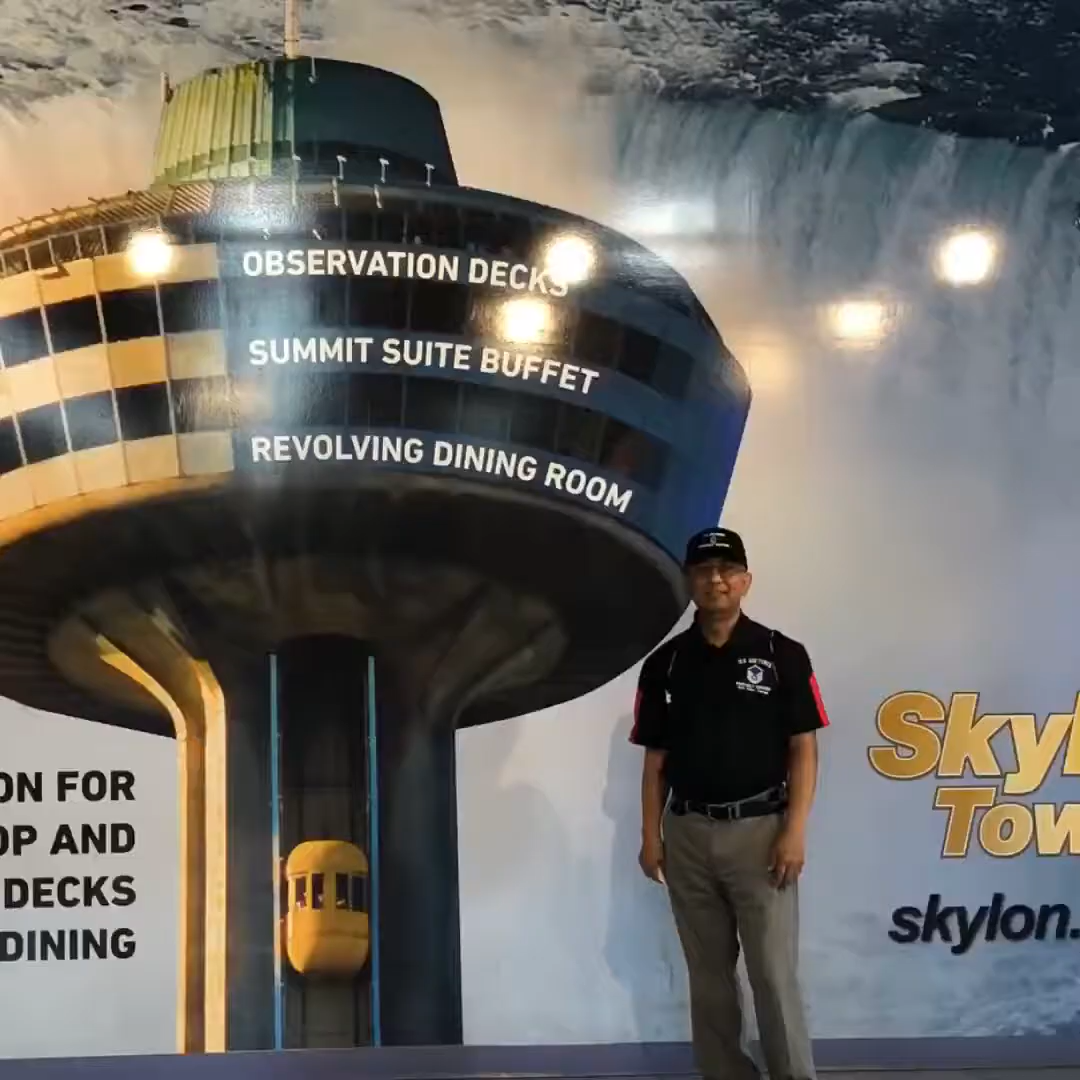 OBSERVATION DECKS
SUMMIT SUITE BUFFET
REVOLVING DINING ROOM
ON FOR
OP AND
DECKS
DINING
Skyl
Tow
skylon.